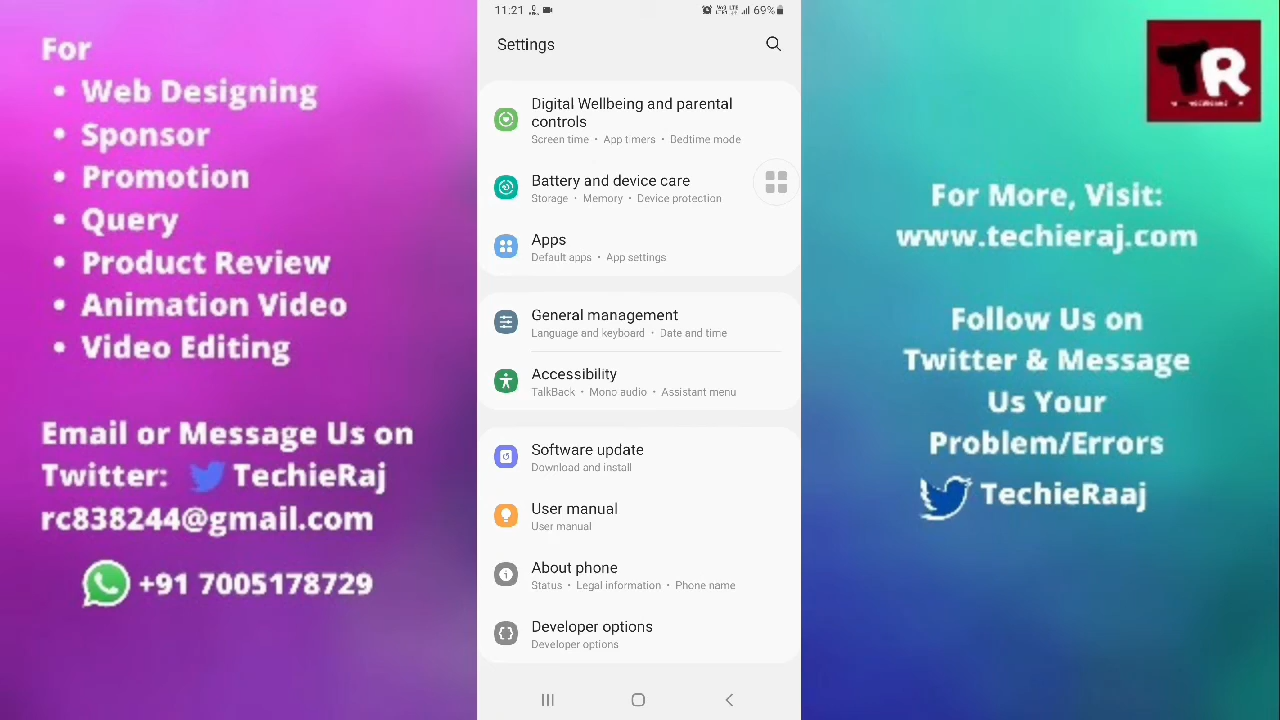 For
• Web Designing
• Sponsor
• Promotion
• Query
• Product Review
• Animation Video
• Video Editing
Email or Message Us on
Twitter: TechieRaj
rc838244@gmail.com
+91 7005178729
11:21
69%
Settings
Digital Wellbeing and parental
controls
Screen time • App timers • Bedtime mode
Battery and device care
Storage • Memory • Device protection
Apps
Default apps • App settings
General management
Language and keyboard • Date and time
Accessibility
TalkBack • Mono audio • Assistant menu
Software update
Download and install
User manual
User manual
About phone
Status • Legal information • Phone name
Developer options
Developer options
TR
For More, Visit:
www.techieraj.com
Follow Us on
Twitter & Message
Us Your
Problem/Errors
TechieRaaj